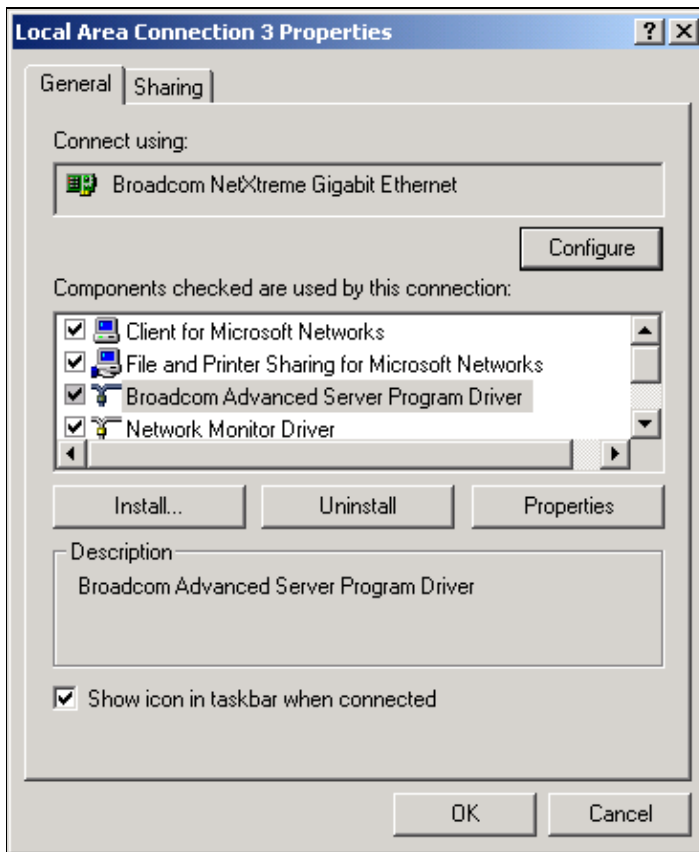 Local Area Connection 3 Properties
General
Sharing
Connect using:
Broadcom NetXtreme Gigabit Ethernet
Configure
Components checked are used by this connection:
Client for Microsoft Networks
File and Printer Sharing for Microsoft Networks
Broadcom Advanced Server Program Driver
Network Monitor Driver
Install...
Uninstall
Properties
Description
Broadcom Advanced Server Program Driver
Show icon in taskbar when connected
OK
Cancel